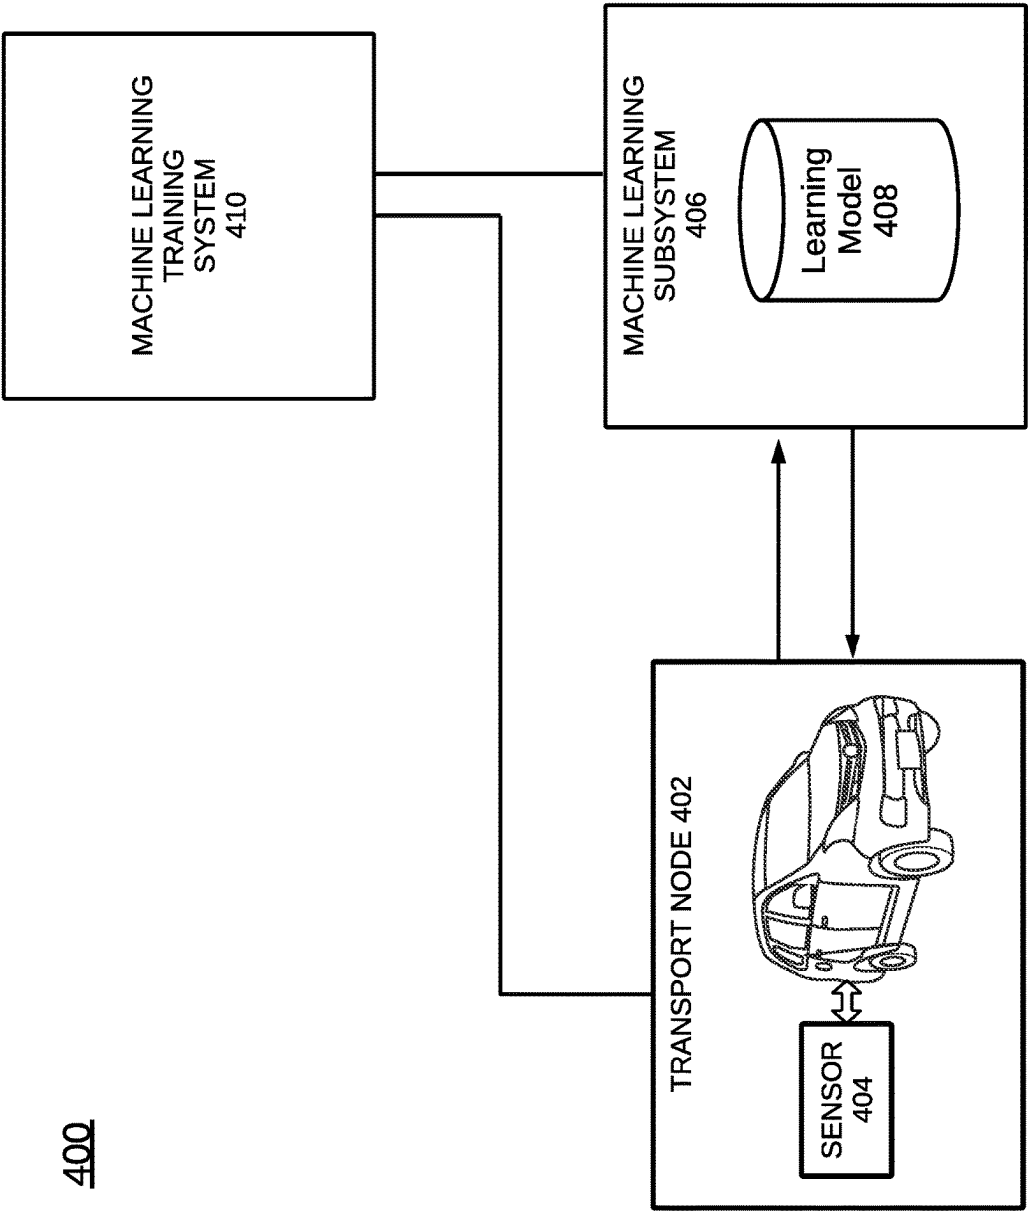 400
MACHINE LEARNING
TRAINING
SYSTEM
410
TRANSPORT NODE 402
SENSOR
404
MACHINE LEARNING
SUBSYSTEM
406
Learning
Model
408